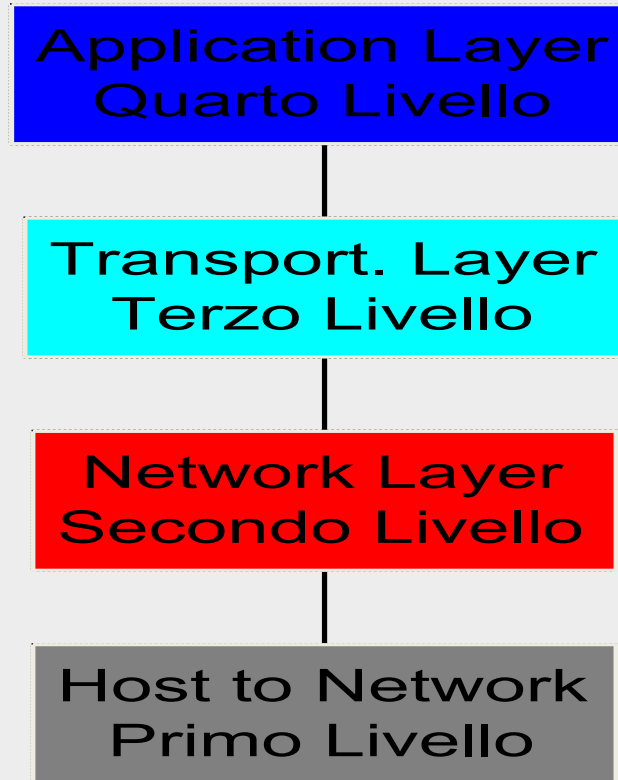 Application Layer
Quarto Livello
Transport. Layer
Terzo Livello
Network Layer
Secondo Livello
Host to Network
Primo Livello